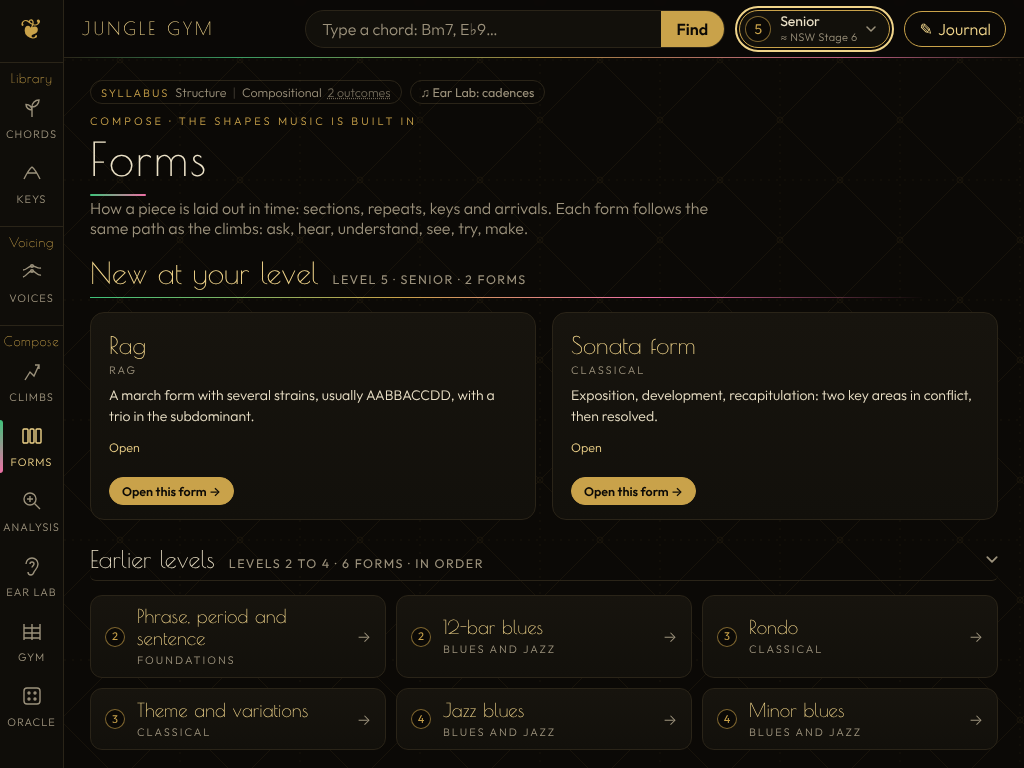 JUNGLE GYM
Type a chord: Bm7, E♭9…
Find
5
Senior
≈ NSW Stage 6
✎ Journal
Library
CHORDS
KEYS
Voicing
VOICES
Compose
CLIMBS
FORMS
ANALYSIS
EAR LAB
GYM
ORACLE
SYLLABUS Structure | Compositional 2 outcomes
♫ Ear Lab: cadences
COMPOSE · THE SHAPES MUSIC IS BUILT IN
Forms
How a piece is laid out in time: sections, repeats, keys and arrivals. Each form follows the
same path as the climbs: ask, hear, understand, see, try, make.
New at your level LEVEL 5 · SENIOR · 2 FORMS
Rag
RAG
A march form with several strains, usually AABBACCDD, with a
trio in the subdominant.
Open
Open this form →
Sonata form
CLASSICAL
Exposition, development, recapitulation: two key areas in conflict,
then resolved.
Open
Open this form →
Earlier levels LEVELS 2 TO 4 · 6 FORMS · IN ORDER
2
Phrase, period and
sentence
FOUNDATIONS
→
2
12-bar blues
BLUES AND JAZZ
→
3
Rondo
CLASSICAL
→
3
Theme and variations
CLASSICAL
→
4
Jazz blues
BLUES AND JAZZ
→
4
Minor blues
BLUES AND JAZZ
→